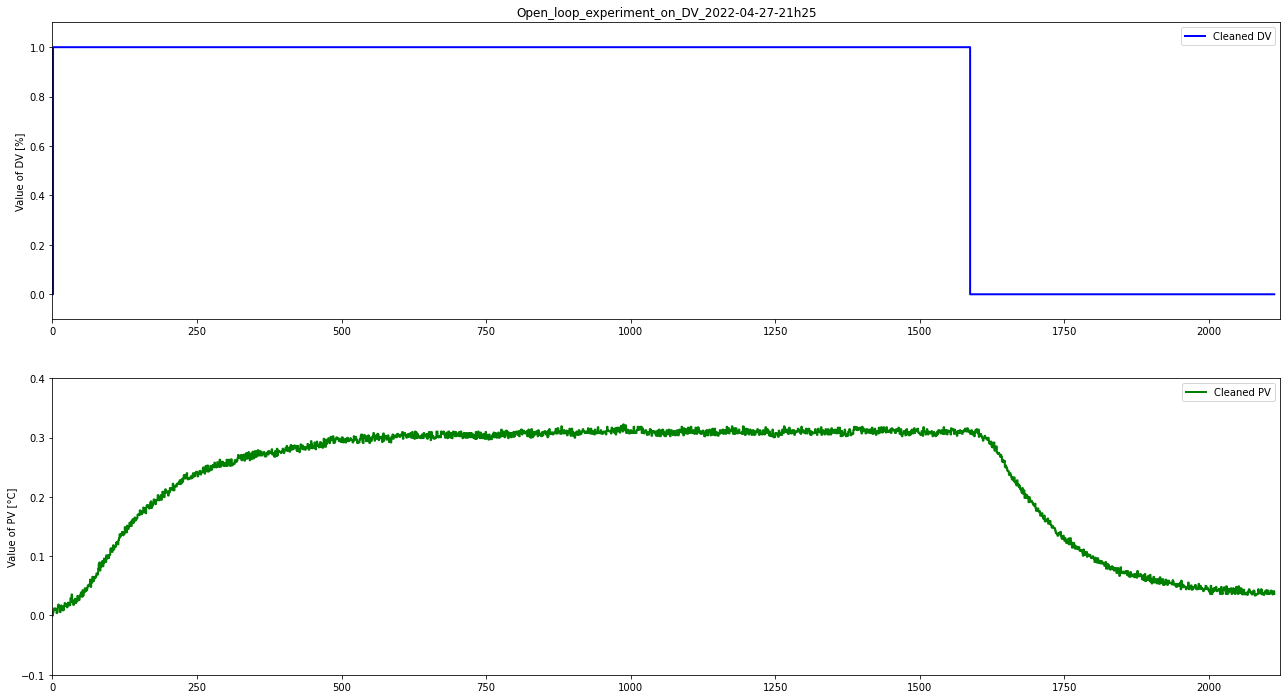 Open_loop_experiment_on_DV_2022-04-27-21h25
Cleaned DV
Value of DV [%]
1.0
0.8
0.6
0.4
0.2
0.0
0 250 500 750 1000 1250 1500 1750 2000
Cleaned PV
Value of PV [°C]
0.4
0.3
0.2
0.1
0.0
−0.1
0 250 500 750 1000 1250 1500 1750 2000